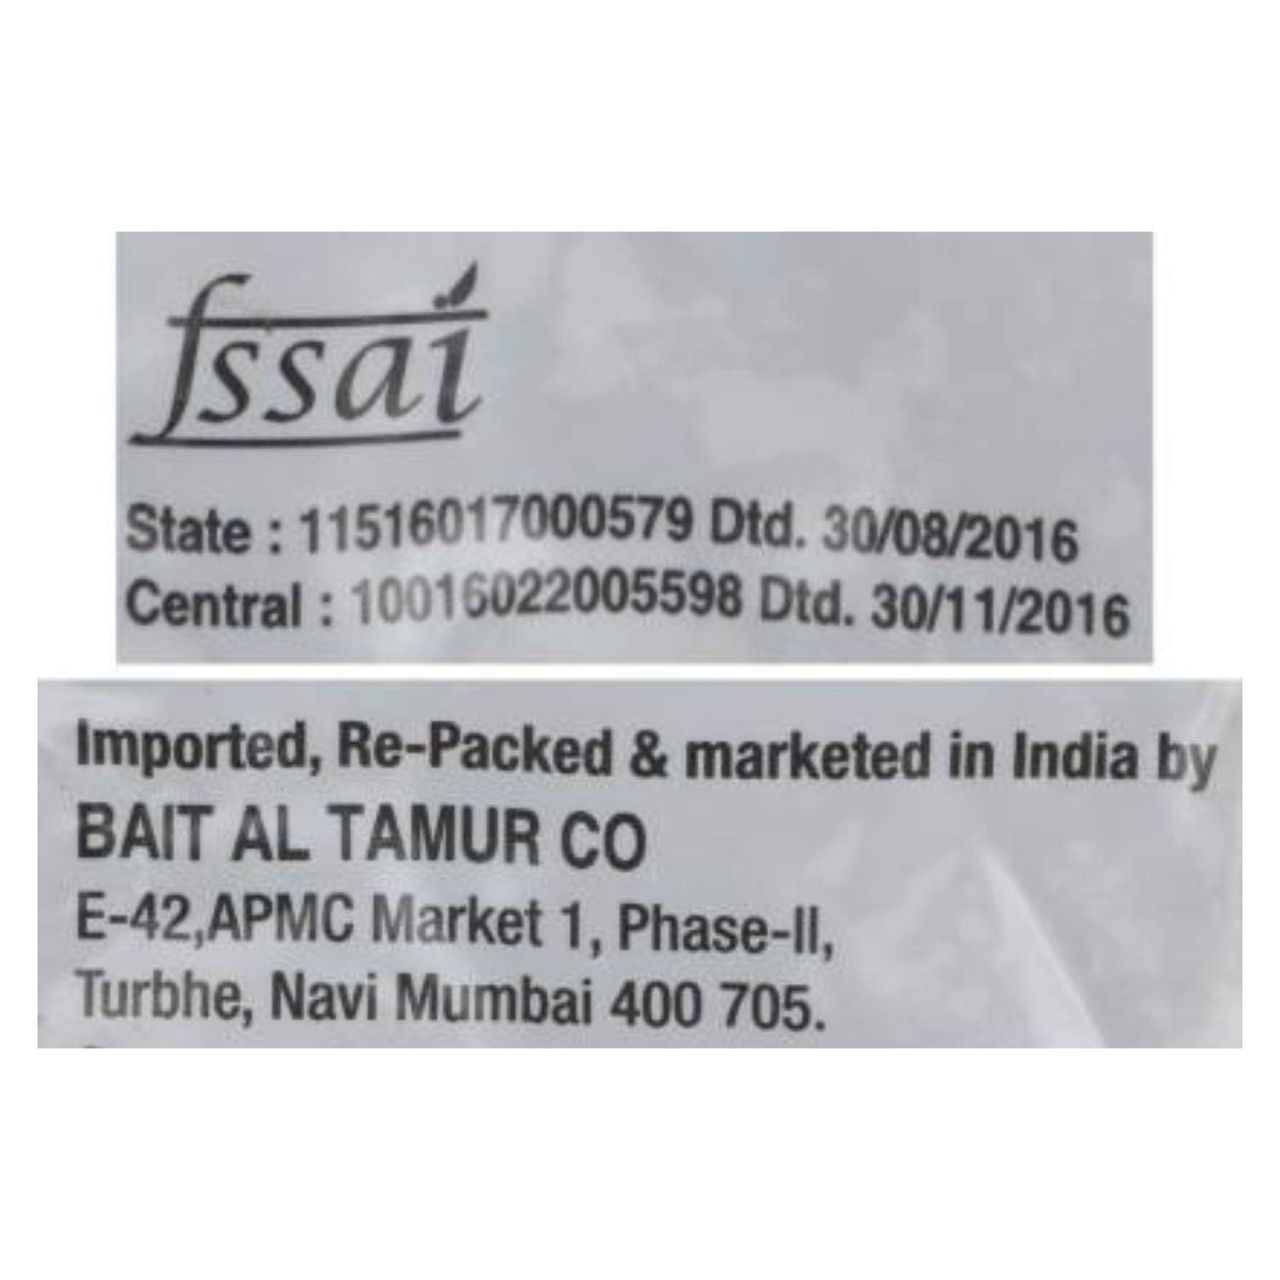 fssai
State : 11516017000579 Dtd. 30/08/2016
Central : 10016022005598 Dtd. 30/11/2016
Imported, Re-Packed & marketed in India by
BAIT AL TAMUR CO
E-42,APMC Market 1, Phase-II,
Turbhe, Navi Mumbai 400 705.